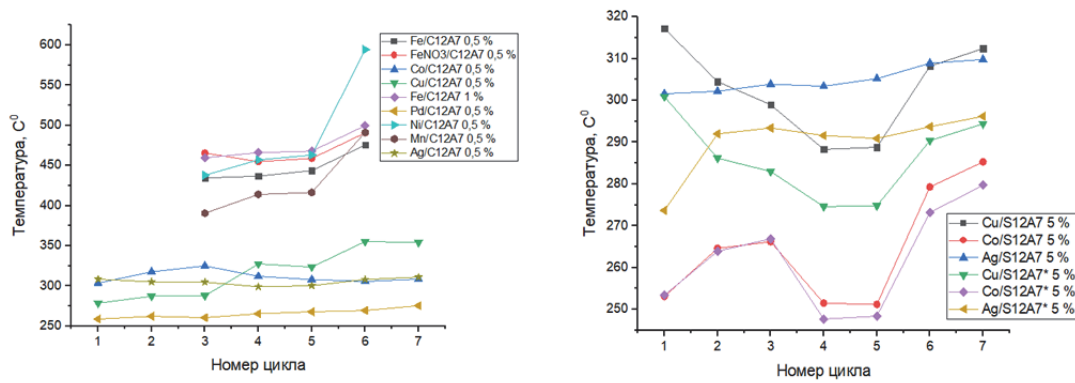 Температура, C⁰
600
550
500
450
400
350
300
250
Fe/C12A7 0,5 %
FeNO3/C12A7 0,5 %
Co/C12A7 0,5 %
Cu/C12A7 0,5 %
Fe/C12A7 1 %
Pd/C12A7 0,5 %
Ni/C12A7 0,5 %
Mn/C12A7 0,5 %
Ag/C12A7 0,5 %
1 2 3 4 5 6 7
Номер цикла
Температура, C⁰
320
310
300
290
280
270
260
250
Cu/S12A7 5 %
Co/S12A7 5 %
Ag/S12A7 5 %
Cu/S12A7* 5 %
Co/S12A7* 5 %
Ag/S12A7* 5 %
1 2 3 4 5 6 7
Номер цикла